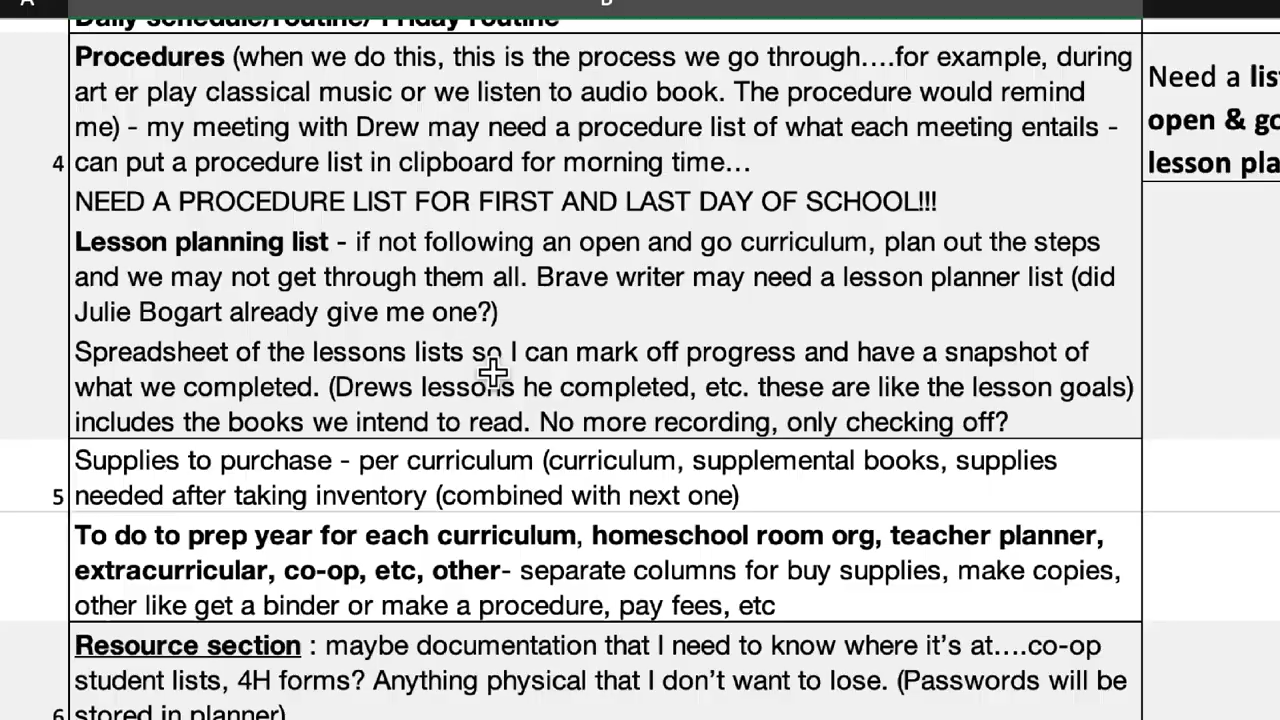 A
B
Daily schedule/routine/ Friday routine
Procedures (when we do this, this is the process we go through....for example, during
art er play classical music or we listen to audio book. The procedure would remind
me) - my meeting with Drew may need a procedure list of what each meeting entails -
4 can put a procedure list in clipboard for morning time…
NEED A PROCEDURE LIST FOR FIRST AND LAST DAY OF SCHOOL!!!
Lesson planning list - if not following an open and go curriculum, plan out the steps
and we may not get through them all. Brave writer may need a lesson planner list (did
Julie Bogart already give me one?)
Spreadsheet of the lessons lists so I can mark off progress and have a snapshot of
what we completed. (Drews lessons he completed, etc. these are like the lesson goals)
includes the books we intend to read. No more recording, only checking off?
Supplies to purchase - per curriculum (curriculum, supplemental books, supplies
5 needed after taking inventory (combined with next one)
To do to prep year for each curriculum, homeschool room org, teacher planner,
extracurricular, co-op, etc, other- separate columns for buy supplies, make copies,
other like get a binder or make a procedure, pay fees, etc
Resource section : maybe documentation that I need to know where it’s at….co-op
student lists, 4H forms? Anything physical that I don’t want to lose. (Passwords will be
6 stored in planner)
Need a
open &
lesson